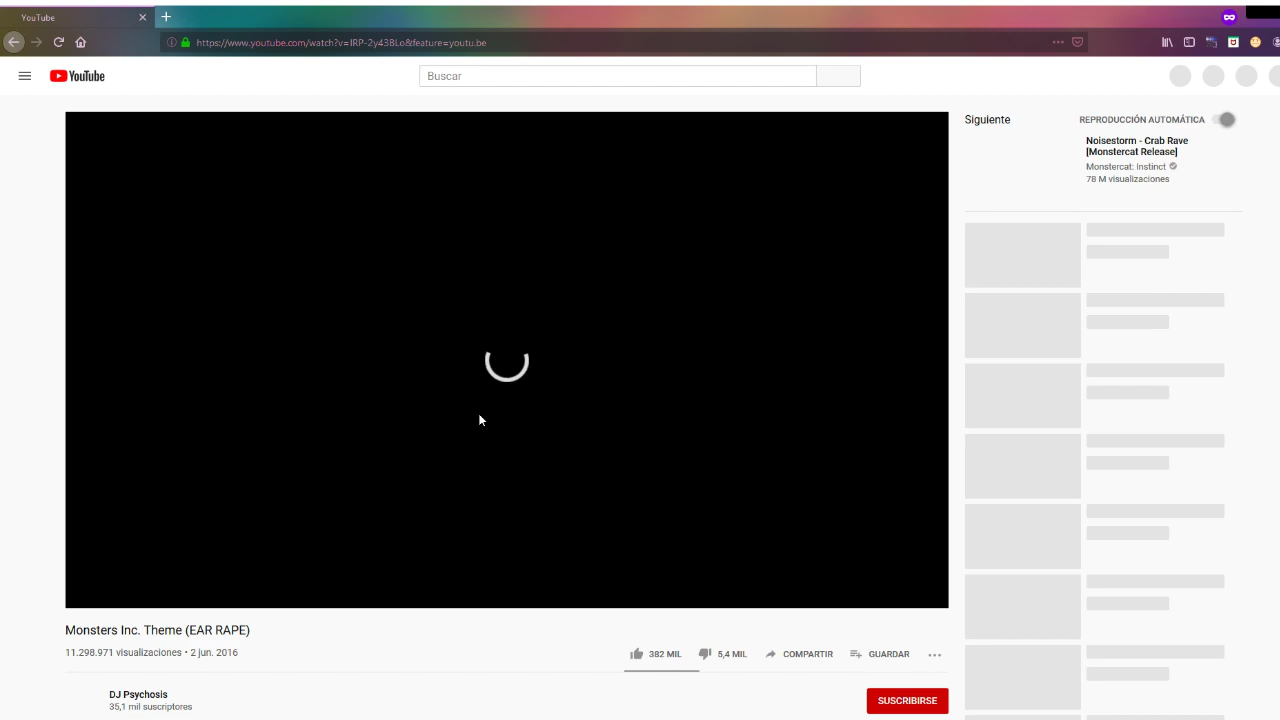 YouTube
https://www.youtube.com/watch?v=IRP-2y43BLo&feature=youtu.be
YouTube
Buscar
Siguiente
REPRODUCCIÓN AUTOMÁTICA
Noisestorm - Crab Rave
[Monstercat Release]
Monstercat: Instinct
78 M visualizaciones
Monsters Inc. Theme (EAR RAPE)
11.298.971 visualizaciones • 2 jun. 2016
382 MIL
5,4 MIL
COMPARTIR
GUARDAR
DJ Psychosis
35,1 mil suscriptores
SUSCRIBIRSE